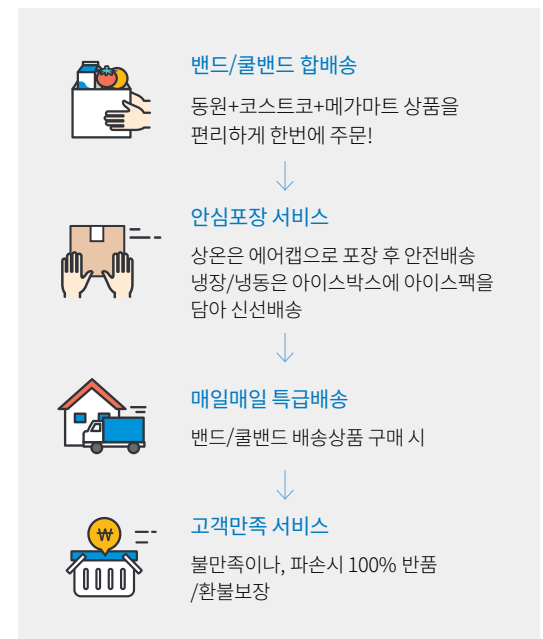 밴드/쿨밴드 합배송
동원+코스트코+메가마트 상품을
편리하게 한번에 주문!
안심포장 서비스
상온은 에어캡으로 포장 후 안전배송
냉장/냉동은 아이스박스에 아이스팩을
담아 신선배송
매일매일 특급배송
밴드/쿨밴드 배송상품 구매 시
₩
고객만족 서비스
불만족이나, 파손시 100% 반품
/환불보장